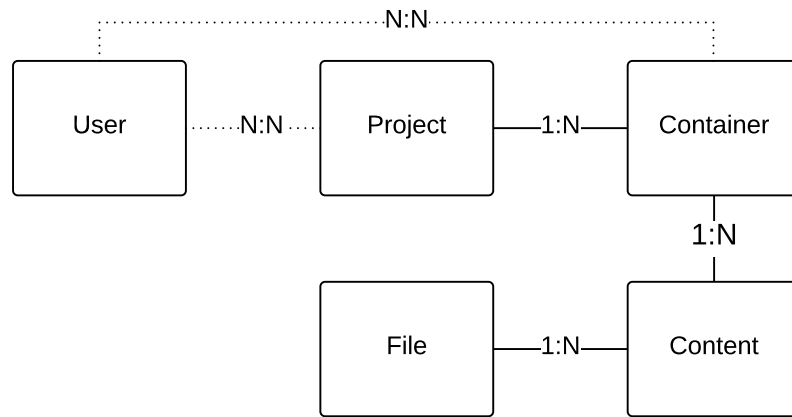 N:N
User
N:N
Project
1:N
Container
1:N
File
1:N
Content